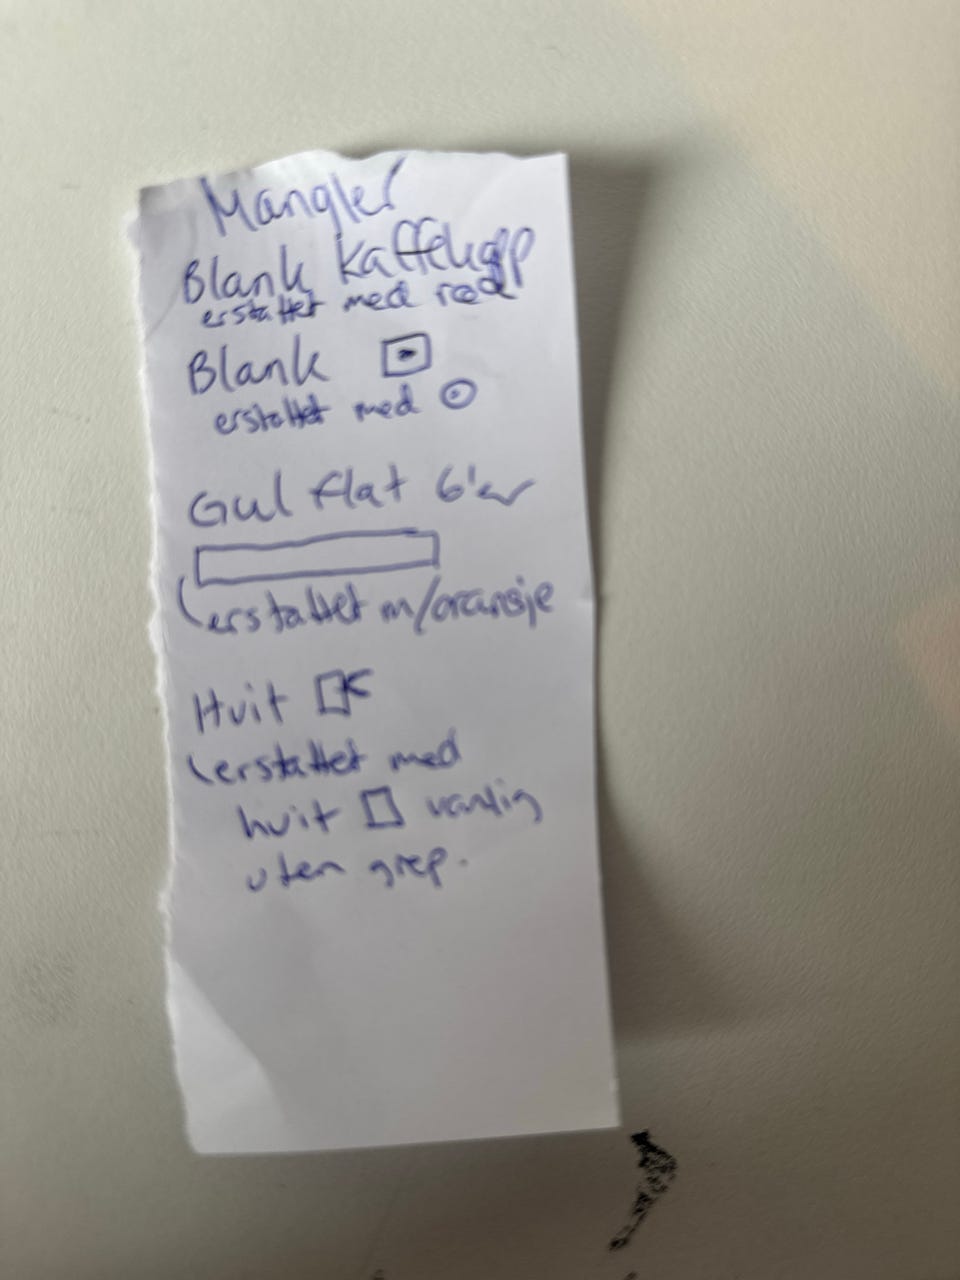 Mangler
Blank kaffekopp
erstattet med rød
Blank
erstattet med
Gul flat 6'er
erstattet m/oransje
Hvit
erstattet med
hvit vanlig
uten grep.